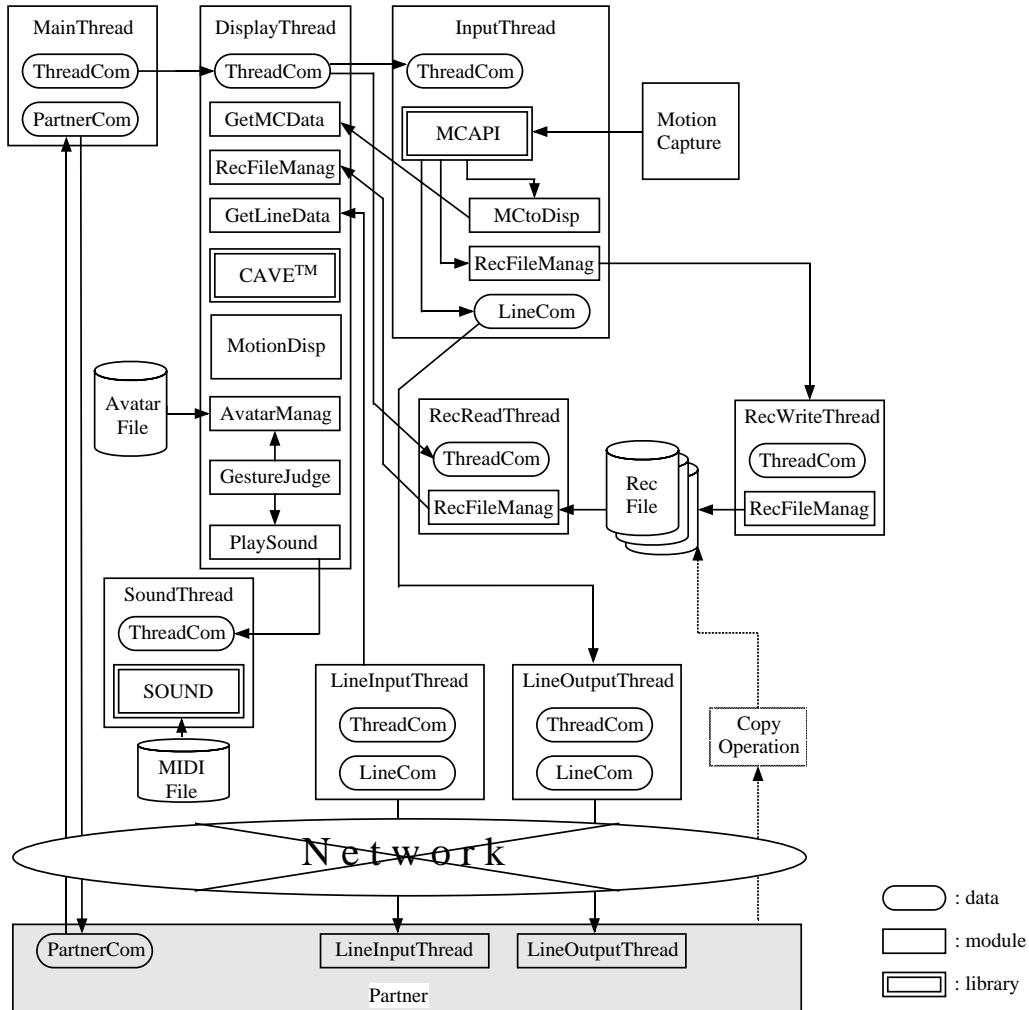 MainThread
ThreadCom
PartnerCom
DisplayThread
ThreadCom
GetMCData
RecFileManag
GetLineData
CAVE™
MotionDisp
AvatarManag
GestureJudge
PlaySound
InputThread
ThreadCom
MCAPI
MCtoDisp
RecFileManag
LineCom
Motion
Capture
Avatar
File
RecReadThread
ThreadCom
RecFileManag
Rec
File
RecWriteThread
ThreadCom
RecFileManag
SoundThread
ThreadCom
SOUND
MIDI
File
LineInputThread
ThreadCom
LineCom
LineOutputThread
ThreadCom
LineCom
Copy
Operation
Network
PartnerCom
LineInputThread
LineOutputThread
Partner
: data
: module
: library